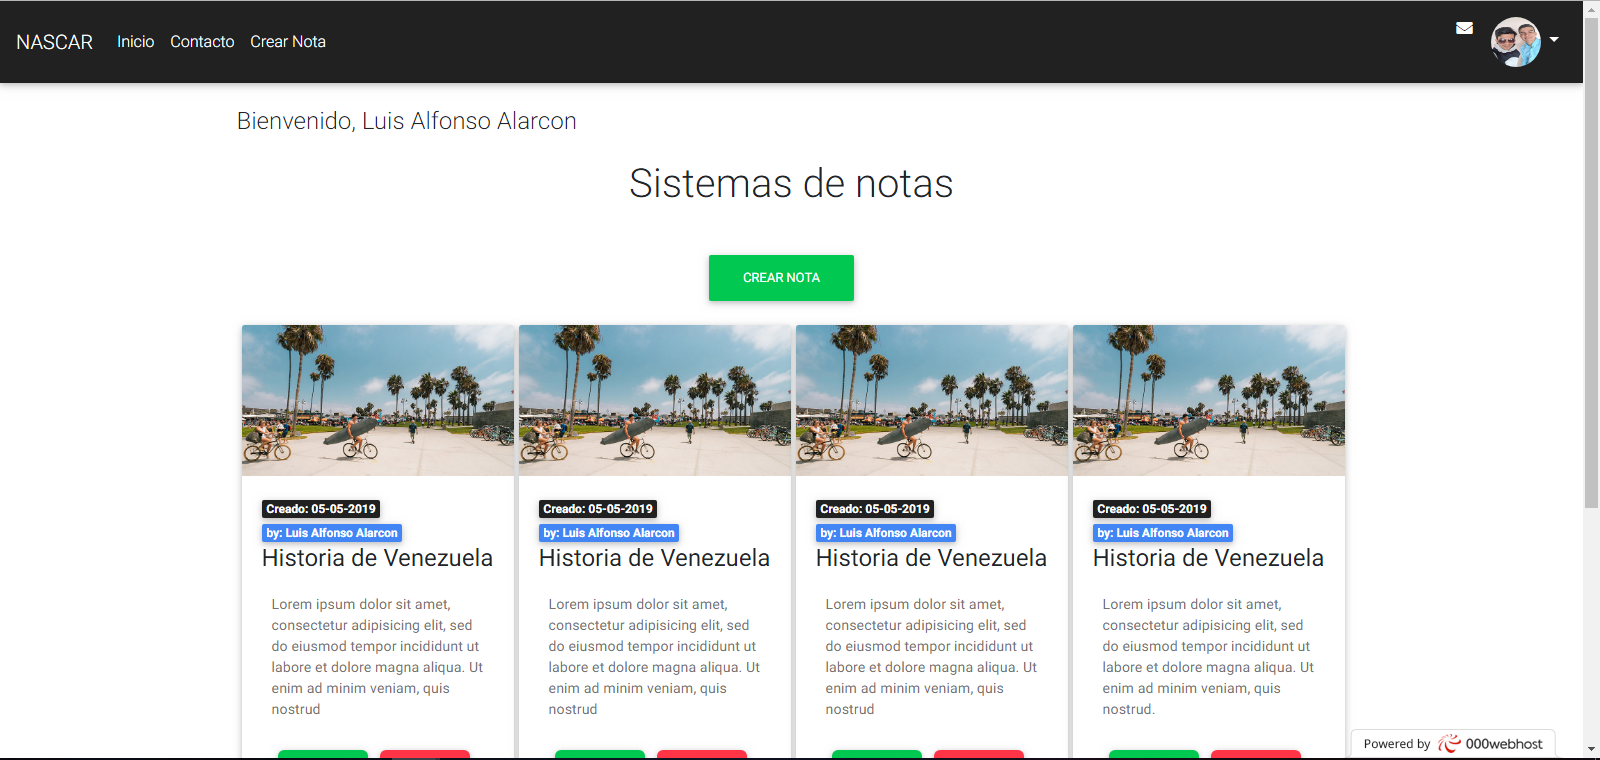 NASCAR Inicio Contacto Crear Nota
Bienvenido, Luis Alfonso Alarcon
Sistemas de notas
CREAR NOTA
Creado: 05-05-2019
by: Luis Alfonso Alarcon
Historia de Venezuela
Lorem ipsum dolor sit amet,
consectetur adipisicing elit, sed
do eiusmod tempor incididunt ut
labore et dolore magna aliqua. Ut
enim ad minim veniam, quis
nostrud
Creado: 05-05-2019
by: Luis Alfonso Alarcon
Historia de Venezuela
Lorem ipsum dolor sit amet,
consectetur adipisicing elit, sed
do eiusmod tempor incididunt ut
labore et dolore magna aliqua. Ut
enim ad minim veniam, quis
nostrud
Creado: 05-05-2019
by: Luis Alfonso Alarcon
Historia de Venezuela
Lorem ipsum dolor sit amet,
consectetur adipisicing elit, sed
do eiusmod tempor incididunt ut
labore et dolore magna aliqua. Ut
enim ad minim veniam, quis
nostrud
Creado: 05-05-2019
by: Luis Alfonso Alarcon
Historia de Venezuela
Lorem ipsum dolor sit amet,
consectetur adipisicing elit, sed
do eiusmod tempor incididunt ut
labore et dolore magna aliqua. Ut
enim ad minim veniam, quis
nostrud.
Powered by 000webhost